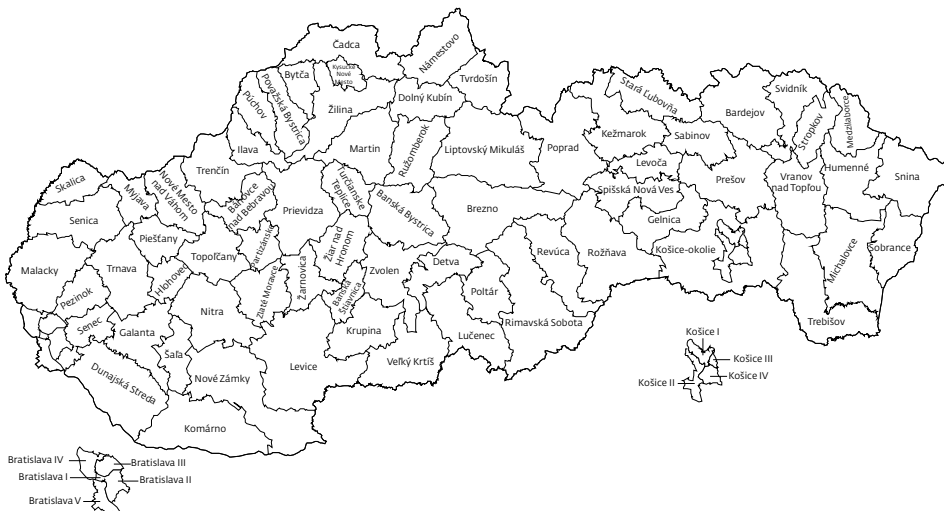 Čadca
Námestovo
Kysucké
Nové
Mesto
Bytča
Tvrdošín
Považská Bystrica
Púchov
Žilina
Dolný Kubín
Stará Ľubovňa
Svidník
Bardejov
Medzilaborce
Stropkov
Kežmarok
Sabinov
Ilava
Martin
Ružomberok
Liptovský Mikuláš
Poprad
Levoča
Trenčín
Prešov
Vranov
nad Topľou
Humenné
Snina
Skalica
Myjava
Nové Mesto
nad Váhom
Bánovce
nad Bebravou
Prievidza
Turčianske
Teplice
Banská Bystrica
Brezno
Spišská Nová Ves
Gelnica
Senica
Piešťany
Topoľčany
Partizánske
Žiar nad
Hronom
Zvolen
Detva
Revúca
Rožňava
Košice-okolie
Michalovce
Sobrance
Malacky
Trnava
Hlohovec
Zlaté Moravce
Žarnovica
Banská
Štiavnica
Poltár
Pezinok
Nitra
Senec
Galanta
Krupina
Lučenec
Rimavská Sobota
Trebišov
Šaľa
Levice
Veľký Krtíš
Dunajská Streda
Nové Zámky
Komárno
Košice I
Košice III
Košice IV
Košice II
Bratislava IV
Bratislava III
Bratislava I
Bratislava II
Bratislava V